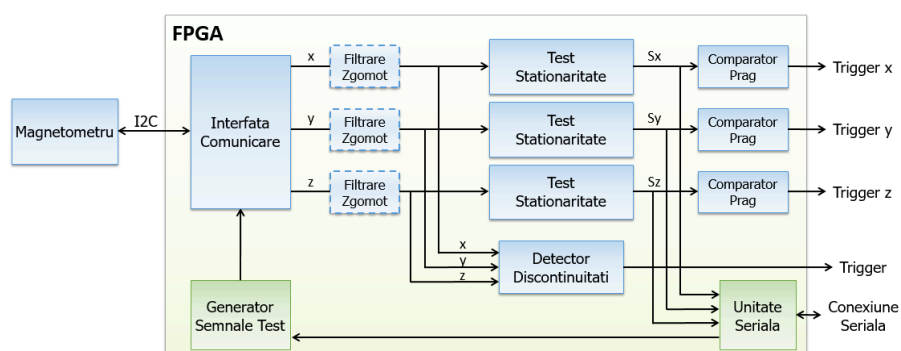 FPGA
Magnetometru
I2C
Interfata
Comunicare
x
Filtrare
Zgomot
Test
Stationaritate
Sx
Comparator
Prag
Trigger x
y
Filtrare
Zgomot
Test
Stationaritate
Sy
Comparator
Prag
Trigger y
z
Filtrare
Zgomot
Test
Stationaritate
Sz
Comparator
Prag
Trigger z
x
y
z
Detector
Discontinuitati
Trigger
Generator
Semnale Test
Unitate
Seriala
Conexiune
Seriala